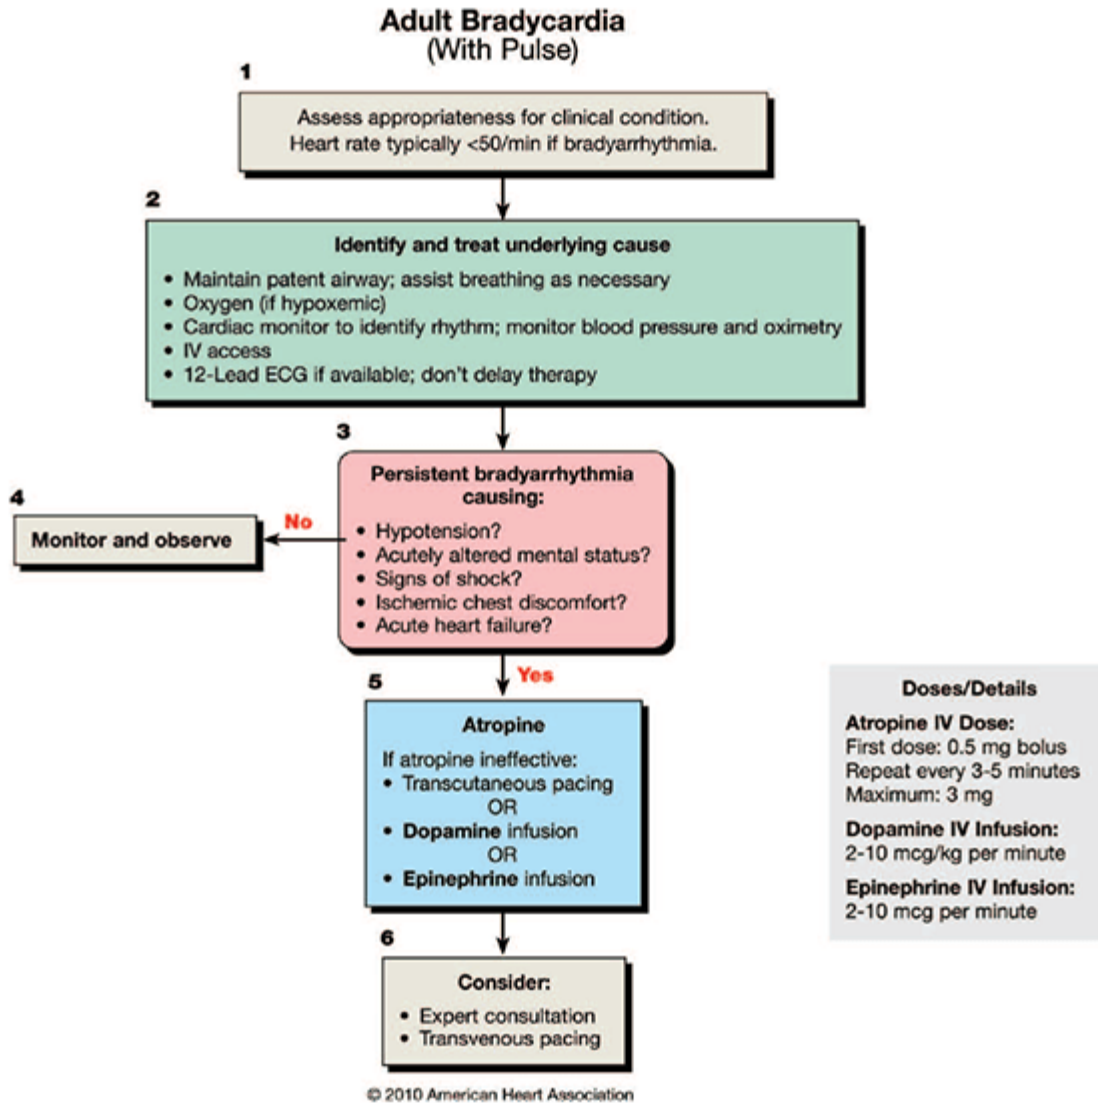 Adult Bradycardia
(With Pulse)
1
Assess appropriateness for clinical condition.
Heart rate typically <50/min if bradyarrhythmia.
2
Identify and treat underlying cause
• Maintain patent airway; assist breathing as necessary
• Oxygen (if hypoxemic)
• Cardiac monitor to identify rhythm; monitor blood pressure and oximetry
• IV access
• 12-Lead ECG if available; don't delay therapy
3
Persistent bradyarrhythmia
causing:
• Hypotension?
• Acutely altered mental status?
• Signs of shock?
• Ischemic chest discomfort?
• Acute heart failure?
No
4
Monitor and observe
Yes
5
Atropine
If atropine ineffective:
• Transcutaneous pacing
OR
• Dopamine infusion
OR
• Epinephrine infusion
6
Consider:
• Expert consultation
• Transvenous pacing
Doses/Details
Atropine IV Dose:
First dose: 0.5 mg bolus
Repeat every 3-5 minutes
Maximum: 3 mg
Dopamine IV Infusion:
2-10 mcg/kg per minute
Epinephrine IV Infusion:
2-10 mcg per minute
© 2010 American Heart Association